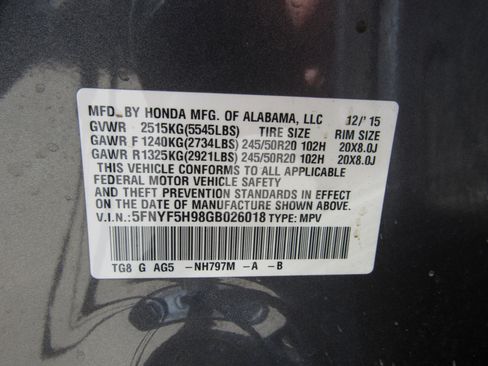 MFD. BY HONDA MFG. OF ALABAMA, LLC 12/'15
GVWR 2515KG(5545LBS) TIRE SIZE RIM SIZE
GAWR F 1240KG(2734LBS) 245/50R20 102H 20X8.0J
GAWR R1325KG(2921LBS) 245/50R20 102H 20X8.0J
THIS VEHICLE CONFORMS TO ALL APPLICABLE
FEDERAL MOTOR VEHICLE SAFETY
AND THEFT PREVENTION STANDARDS IN EFFECT ON
THE DATE OF MANUFACTURE SHOWN ABOVE.
V.I.N.:5FNYF5H98GB026018 TYPE: MPV
TG8 G AG5 -NH797M -A -B